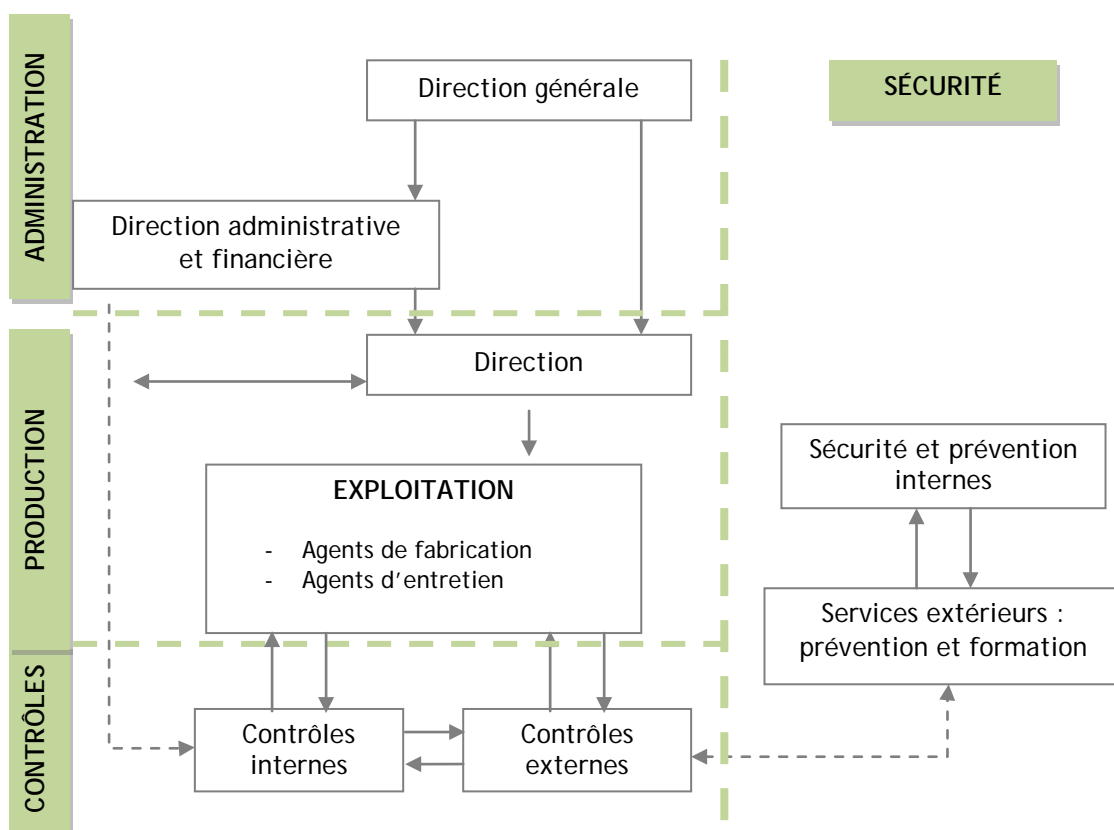 ADMINISTRATION
Direction générale
SÉCURITÉ
Direction administrative
et financière
PRODUCTION
Direction
Sécurité et prévention
internes
EXPLOITATION
- Agents de fabrication
- Agents d'entretien
Services extérieurs :
prévention et formation
CONTRÔLES
Contrôles
internes
Contrôles
externes